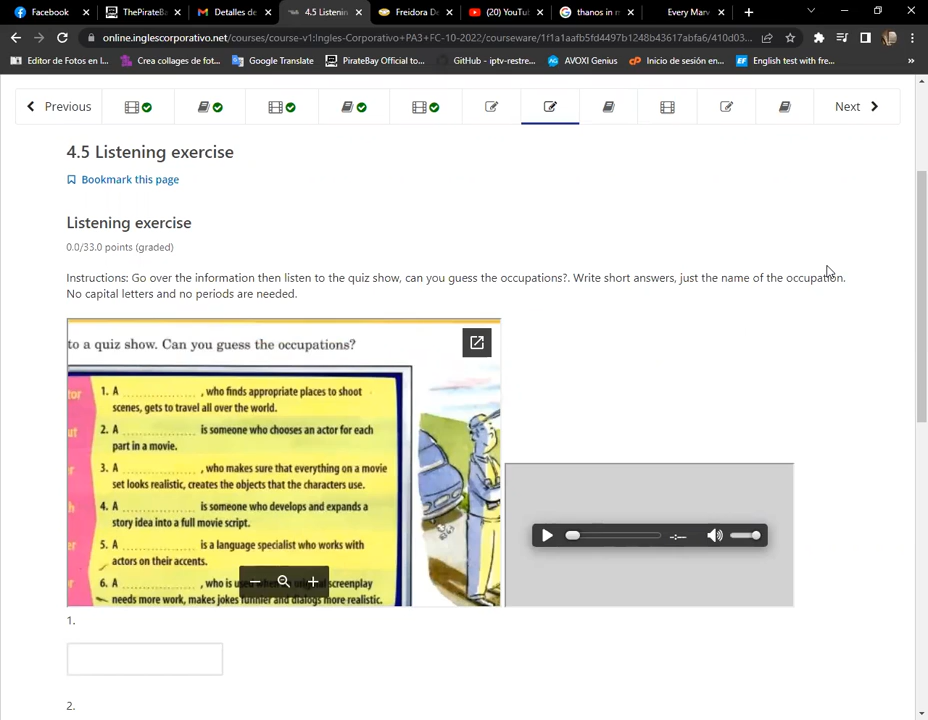 Facebook
ThePirateBa
Gmail
Detalles de
4.5 Listenin
Freidora De
(20) YouTu
thanos in m
Every Marv
online.inglescorporativo.net/courses/course-v1:Ingles-Corporativo+PA3+FC-10-2022/courseware/1f1a1aafb5fd4497b1248b43617abfa6/410d03...
Editor de Fotos en l...
Crea collages de fot...
Google Translate
PirateBay Official to...
GitHub - iptv-restre...
AVOXI Genius
Inicio de sesión en...
English test with fre...
»
Previous
Next
4.5 Listening exercise
Bookmark this page
Listening exercise
0.0/33.0 points (graded)
Instructions: Go over the information then listen to the quiz show, can you guess the occupations?. Write short answers, just the name of the occupation.
No capital letters and no periods are needed.
to a quiz show. Can you guess the occupations?
1. A ............... , who finds appropriate places to shoot
scenes, gets to travel all over the world.
2. A ............... is someone who chooses an actor for each
part in a movie.
3. A ............... , who makes sure that everything on a movie
set looks realistic, creates the objects that the characters use.
4. A ............... is someone who develops and expands a
story idea into a full movie script.
5. A ............... is a language specialist who works with
actors on their accents.
6. A ............... , who is used when the original screenplay
needs more work, makes jokes funnier and dialogs more realistic.
-:--
1.
2.